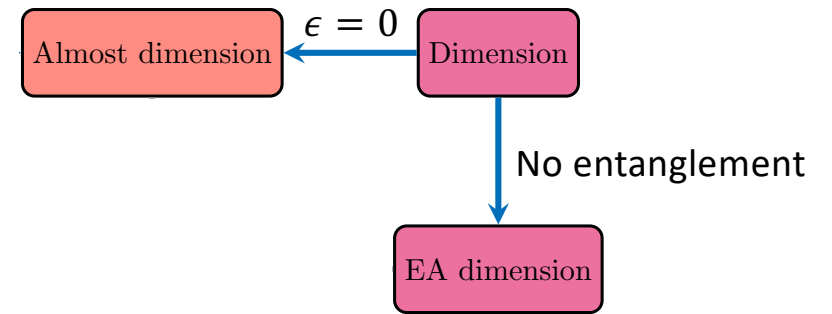 ϵ = 0
Almost dimension
Dimension
No entanglement
EA dimension